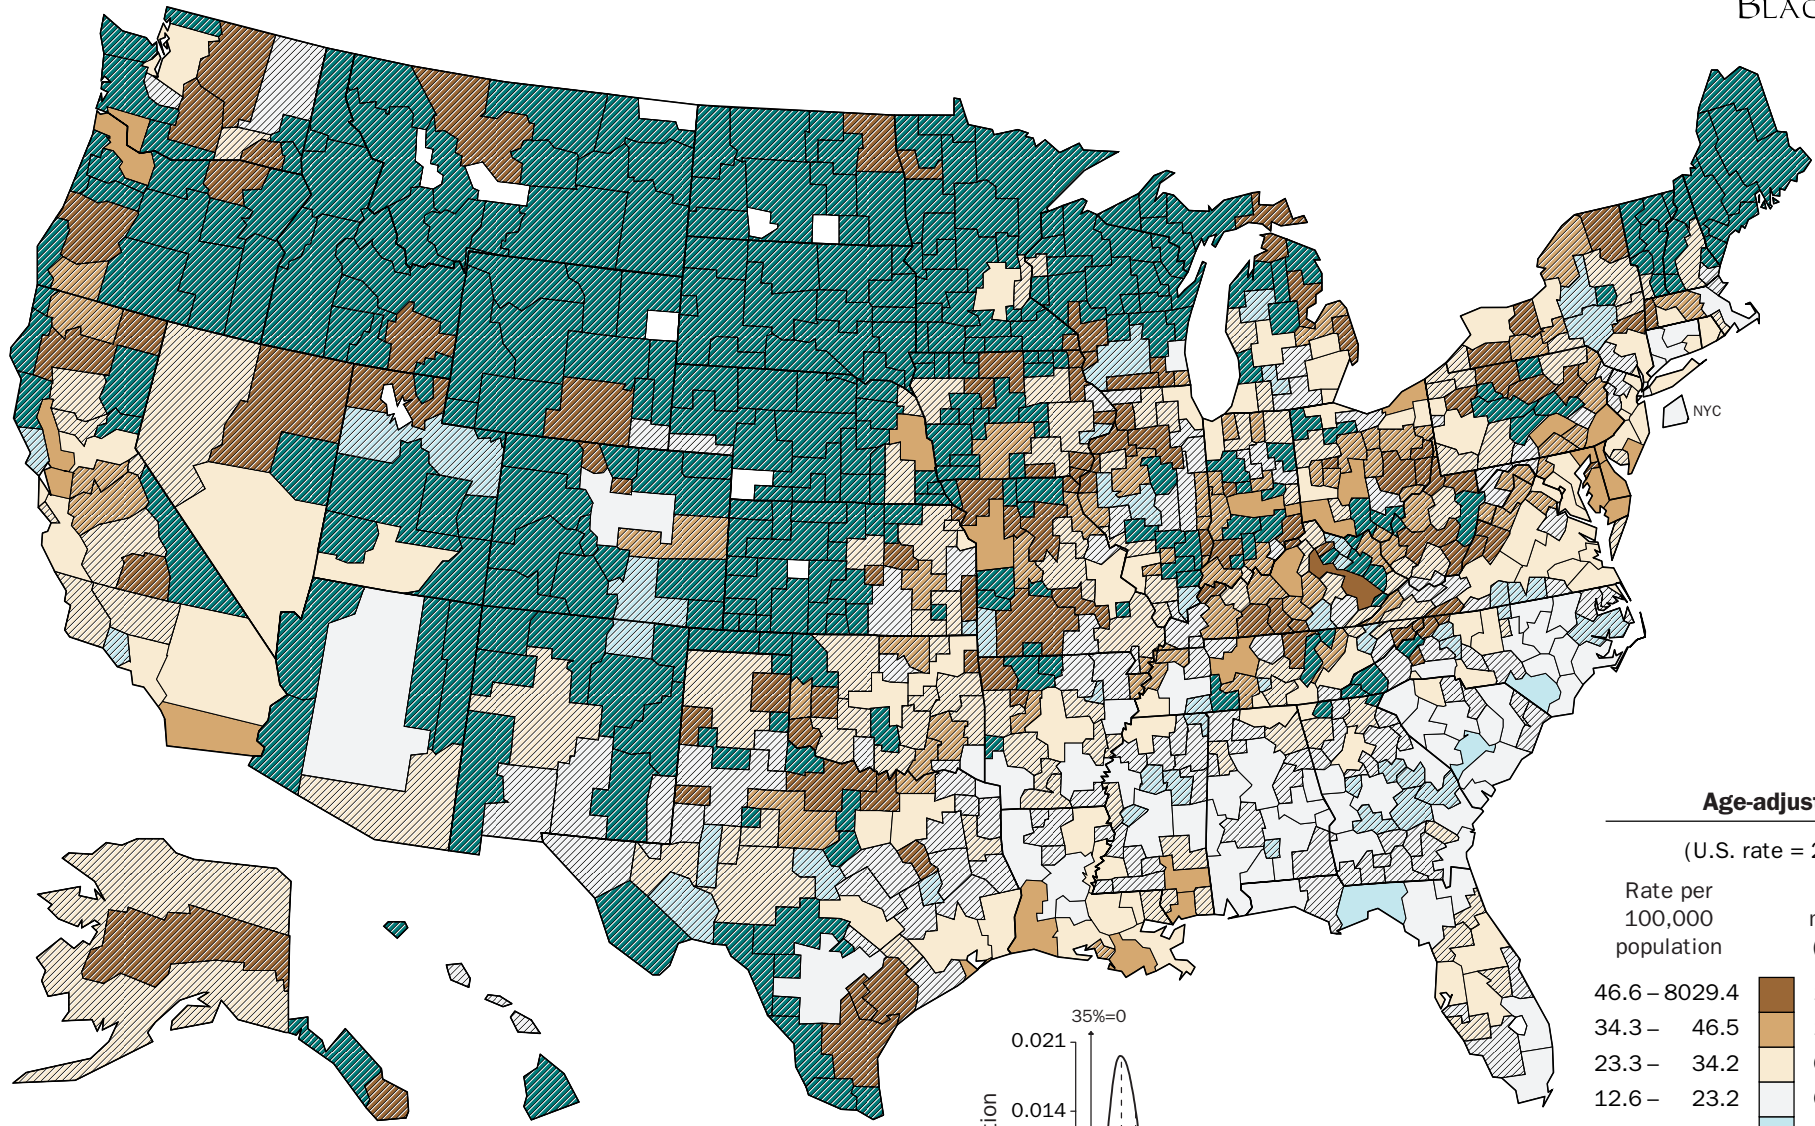 NYC
Age-adjus
(U.S. rate = 2
Rate per
100,000
population
46.6 – 8029.4
34.3 – 46.5
23.3 – 34.2
12.6 – 23.2
35%=0
0.021
0.014